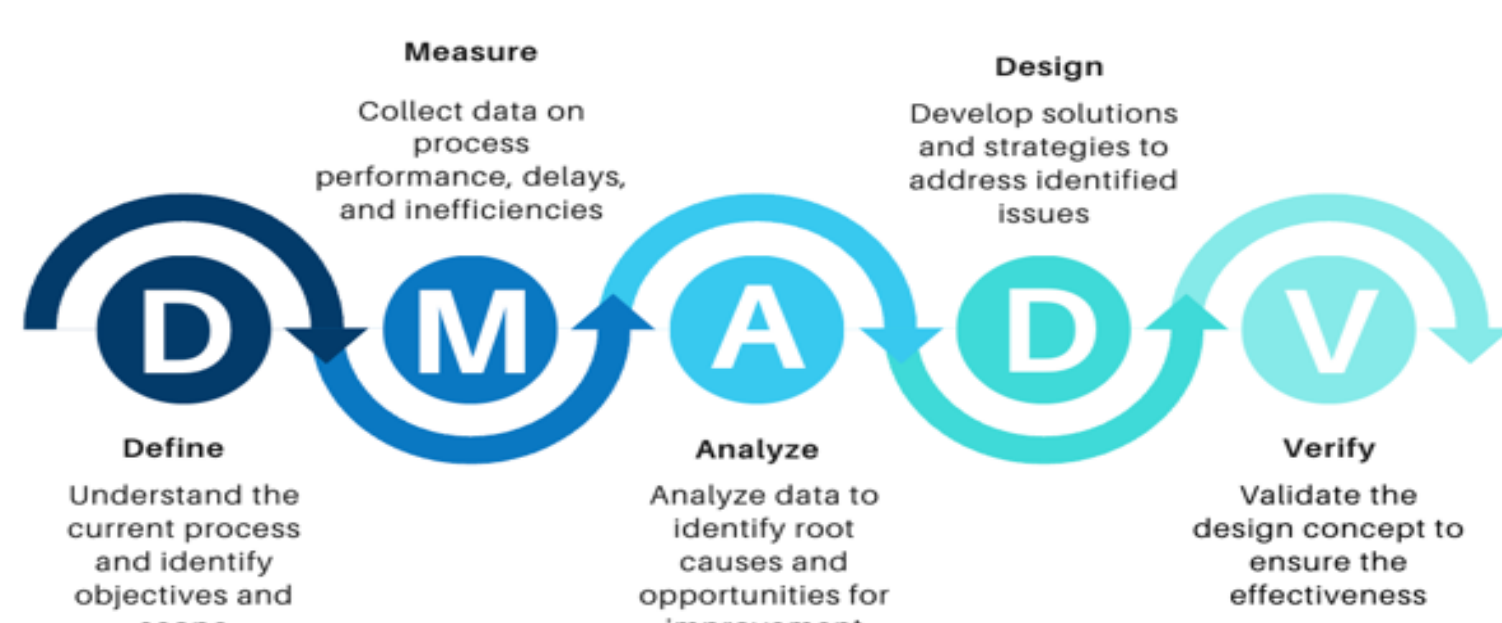 Measure
Collect data on
process
performance, delays,
and inefficiencies
Design
Develop solutions
and strategies to
address identified
issues
D
M
A
D
V
Define
Understand the
current process
and identify
objectives and
Analyze
Analyze data to
identify root
causes and
opportunities for
improvement
Verify
Validate the
design concept to
ensure the
effectiveness